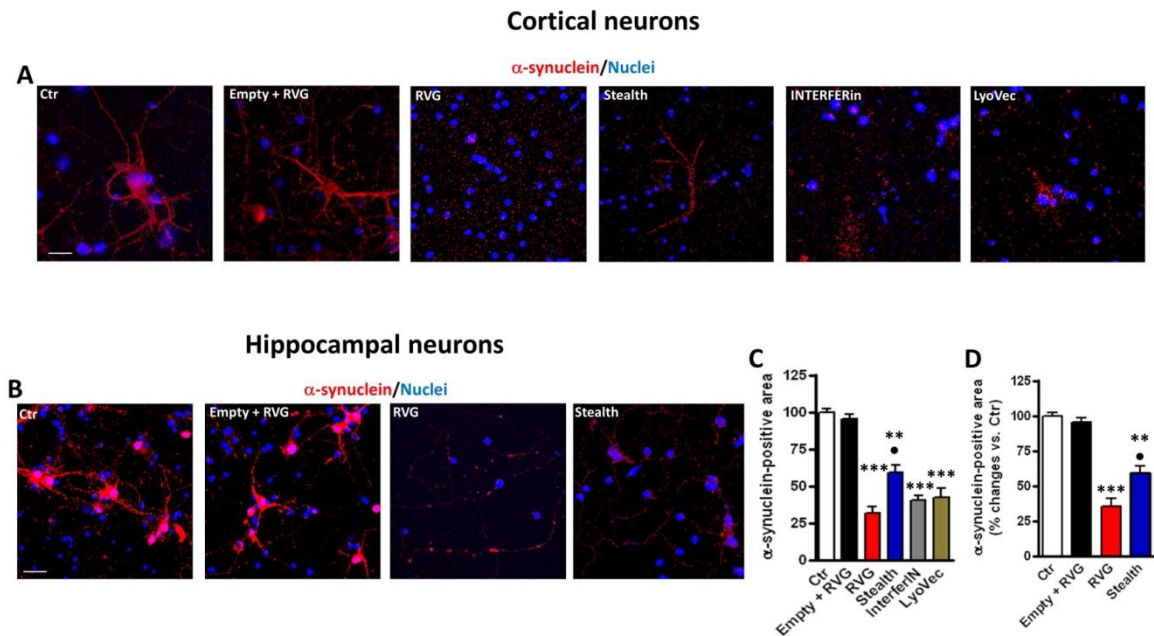 Cortical neurons
A
α-synuclein/Nuclei
Ctr
Empty + RVG
RVG
Stealth
INTERFERin
LyoVec
Hippocampal neurons
B
α-synuclein/Nuclei
Ctr
Empty + RVG
RVG
Stealth
C
α-synuclein-positive area
125
100
75
50
25
0
***
**
•
***
***
Ctr
Empty + RVG
RVG
Stealth
InterferIN
LyoVec
D
α-synuclein-positive area
(% changes vs. Ctr)
125
100
75
50
25
0
***
**
•
Ctr
Empty + RVG
RVG
Stealth